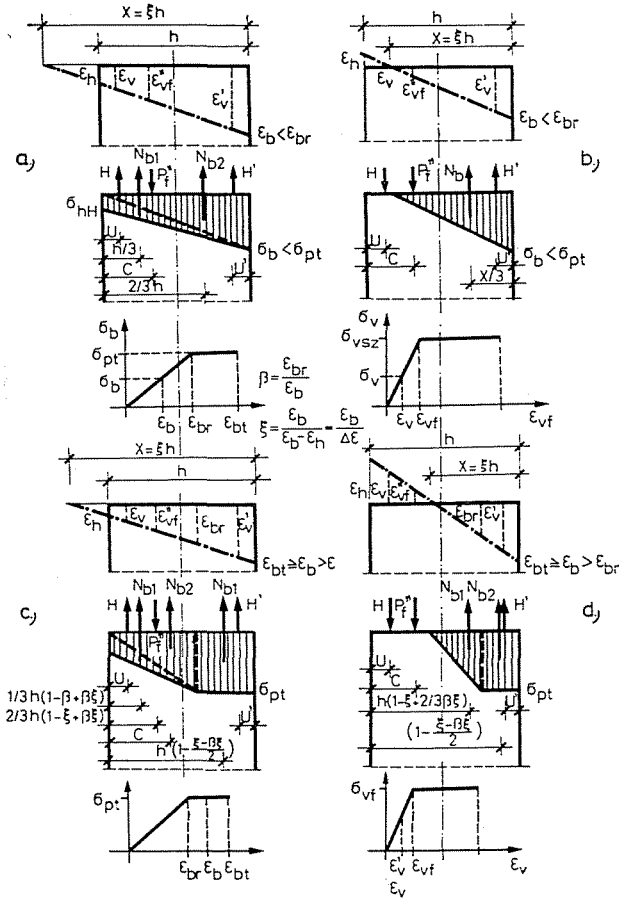 X=ξh
h
h
X=ξh
ε_h ε_v ε"_vf ε'_v
ε_b<ε_br
ε_h ε_v ε"_vf ε'_v
ε_b<ε_br
a,)
b,)
H N_b1 P"_f N_b2 H'
H P"_f N_b H'
σ_hH
σ_b<σ_pt
σ_b<σ_pt
U
h/3
C
2/3 h
U'
U
C
U'
X/3
σ_b
σ_pt
σ_b
ε_b ε_br ε_bt
β=ε_br/ε_b
σ_v
σ_vsz
σ_v
ε_v ε_vf
ε_vf
ξ=ε_b/(ε_b-ε_h)=ε_b/Δε
X=ξh
h
h
X=ξh
ε_h ε_v ε"_vf ε_br ε'_v
ε_bt≧ε_b>ε
ε_h ε_v ε"_vf ε_br ε'_v
ε_bt≧ε_b>ε_br
c,)
d,)
H N_b1 P"_f N_b2 N_b1 H'
H P"_f N_b1 N_b2 H'
σ_pt
σ_pt
U
1/3 h(1-β+βξ)
2/3 h(1-ξ+βξ)
C
h(1-(ξ-βξ)/2)
U'
U
C
h(1-ξ+2/3βξ)
(1-(ξ-βξ)/2)
U'
σ_pt
ε_br ε_b ε_bt
σ_vf
ε'_v ε_vf
ε_v
ε_v